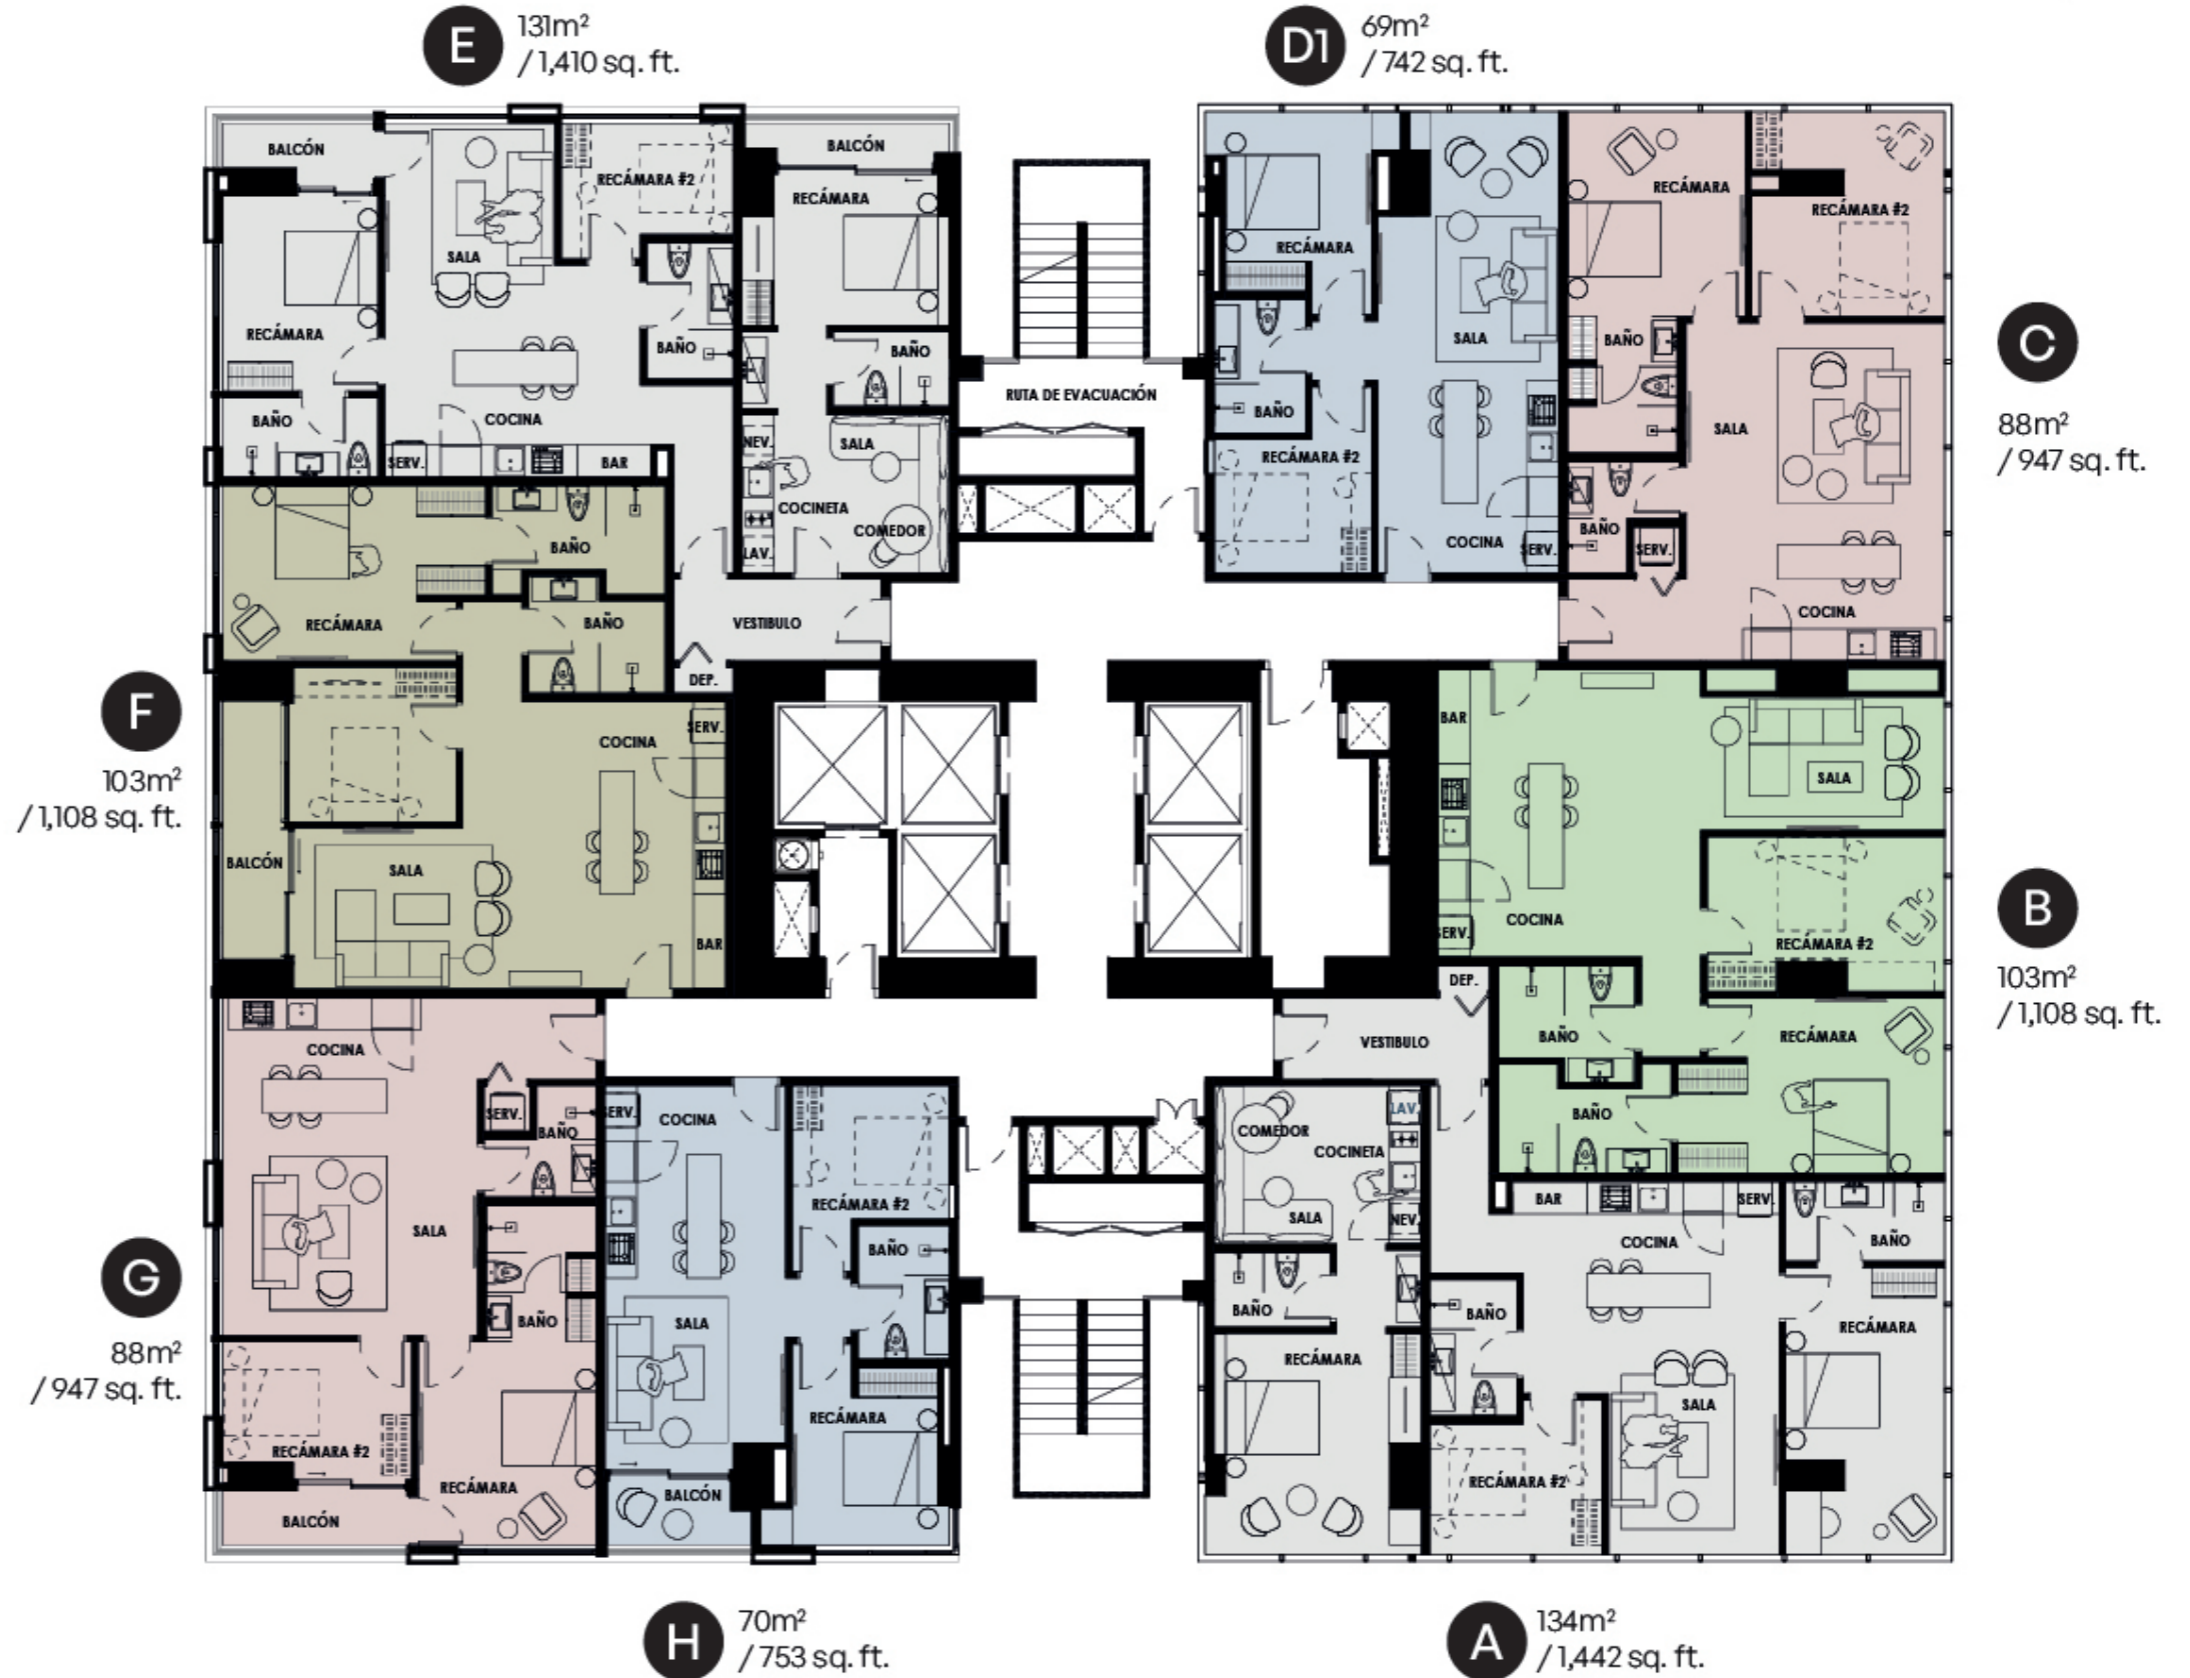 E
131m²
/ 1,410 sq. ft.
D1
69m²
/ 742 sq. ft.
BALCÓN
SALA
RECÁMARA #2
BALCÓN
RECÁMARA
RECÁMARA
BAÑO
BAÑO
COCINA
BAÑO
SERV.
BAR
NEV.
SALA
COCINETA
COMEDOR
LAV.
VESTIBULO
DEP.
RUTA DE EVACUACIÓN
RECÁMARA
SALA
BAÑO
RECÁMARA #2
COCINA
SERV.
RECÁMARA
RECÁMARA #2
BAÑO
SALA
BAÑO
SERV.
COCINA
C
88m²
/ 947 sq. ft.
F
103m²
/ 1,108 sq. ft.
BAÑO
RECÁMARA
BAÑO
COCINA
SERV.
BALCÓN
SALA
BAR
BAR
SALA
COCINA
SERV.
RECÁMARA #2
BAÑO
RECÁMARA
BAÑO
B
103m²
/ 1,108 sq. ft.
G
88m²
/ 947 sq. ft.
COCINA
SERV.
BAÑO
SALA
BAÑO
RECÁMARA #2
RECÁMARA
BALCÓN
SERV.
COCINA
RECÁMARA #2
BAÑO
SALA
RECÁMARA
BALCÓN
DEP.
VESTIBULO
COMEDOR
LAV.
COCINETA
SALA
NEV.
BAÑO
RECÁMARA
BAR
SERV.
COCINA
BAÑO
BAÑO
RECÁMARA
SALA
RECÁMARA #2
H
70m²
/ 753 sq. ft.
A
134m²
/ 1,442 sq. ft.